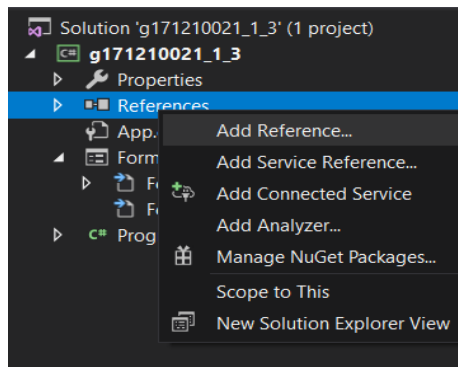 Solution 'g171210021_1_3' (1 project)
C# g171210021_1_3
Properties
References
Add Reference...
App.
Add Service Reference...
Form
Add Connected Service
Add Analyzer...
C# Prog
Manage NuGet Packages...
Scope to This
New Solution Explorer View